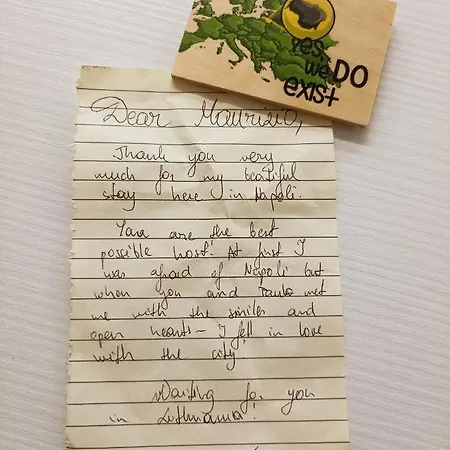 yes,
we DO
exist
Dear Maurizio,
Thank you very
much for my beautiful
stay here in Napoli.
You are the best
possible host! At first I
was afraid of Napoli but
when you and met
me with the smiles and
open hearts – I fell in love
with the city!
Waiting for you
in Lithuania!